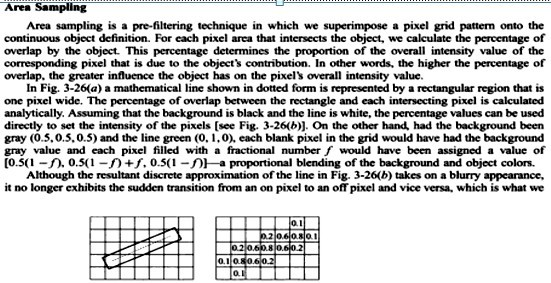 Area Sampling
Area sampling is a pre-filtering technique in which we superimpose a pixel grid pattern onto the
continuous object definition. For each pixel area that intersects the object, we calculate the percentage of
overlap by the object. This percentage determines the proportion of the overall intensity value of the
corresponding pixel that is due to the object's contribution. In other words, the higher the percentage of
overlap, the greater influence the object has on the pixel's overall intensity value.
In Fig. 3-26(a) a mathematical line shown in dotted form is represented by a rectangular region that is
one pixel wide. The percentage of overlap between the rectangle and each intersecting pixel is calculated
analytically. Assuming that the background is black and the line is white, the percentage values can be used
directly to set the intensity of the pixels [see Fig. 3-26(b)]. On the other hand, had the background been
gray (0.5, 0.5, 0.5) and the line green (0, 1, 0), each blank pixel in the grid would have had the background
gray value and each pixel filled with a fractional number f would have been assigned a value of
[0.5(1 − f), 0.5(1 − f) + f, 0.5(1 − f)]—a proportional blending of the background and object colors.
Although the resultant discrete approximation of the line in Fig. 3-26(b) takes on a blurry appearance,
it no longer exhibits the sudden transition from an on pixel to an off pixel and vice versa, which is what we
0.1
0.2 0.6 0.8 0.1
0.2 0.6 0.8 0.6 0.2
0.1 0.8 0.6 0.2
0.1